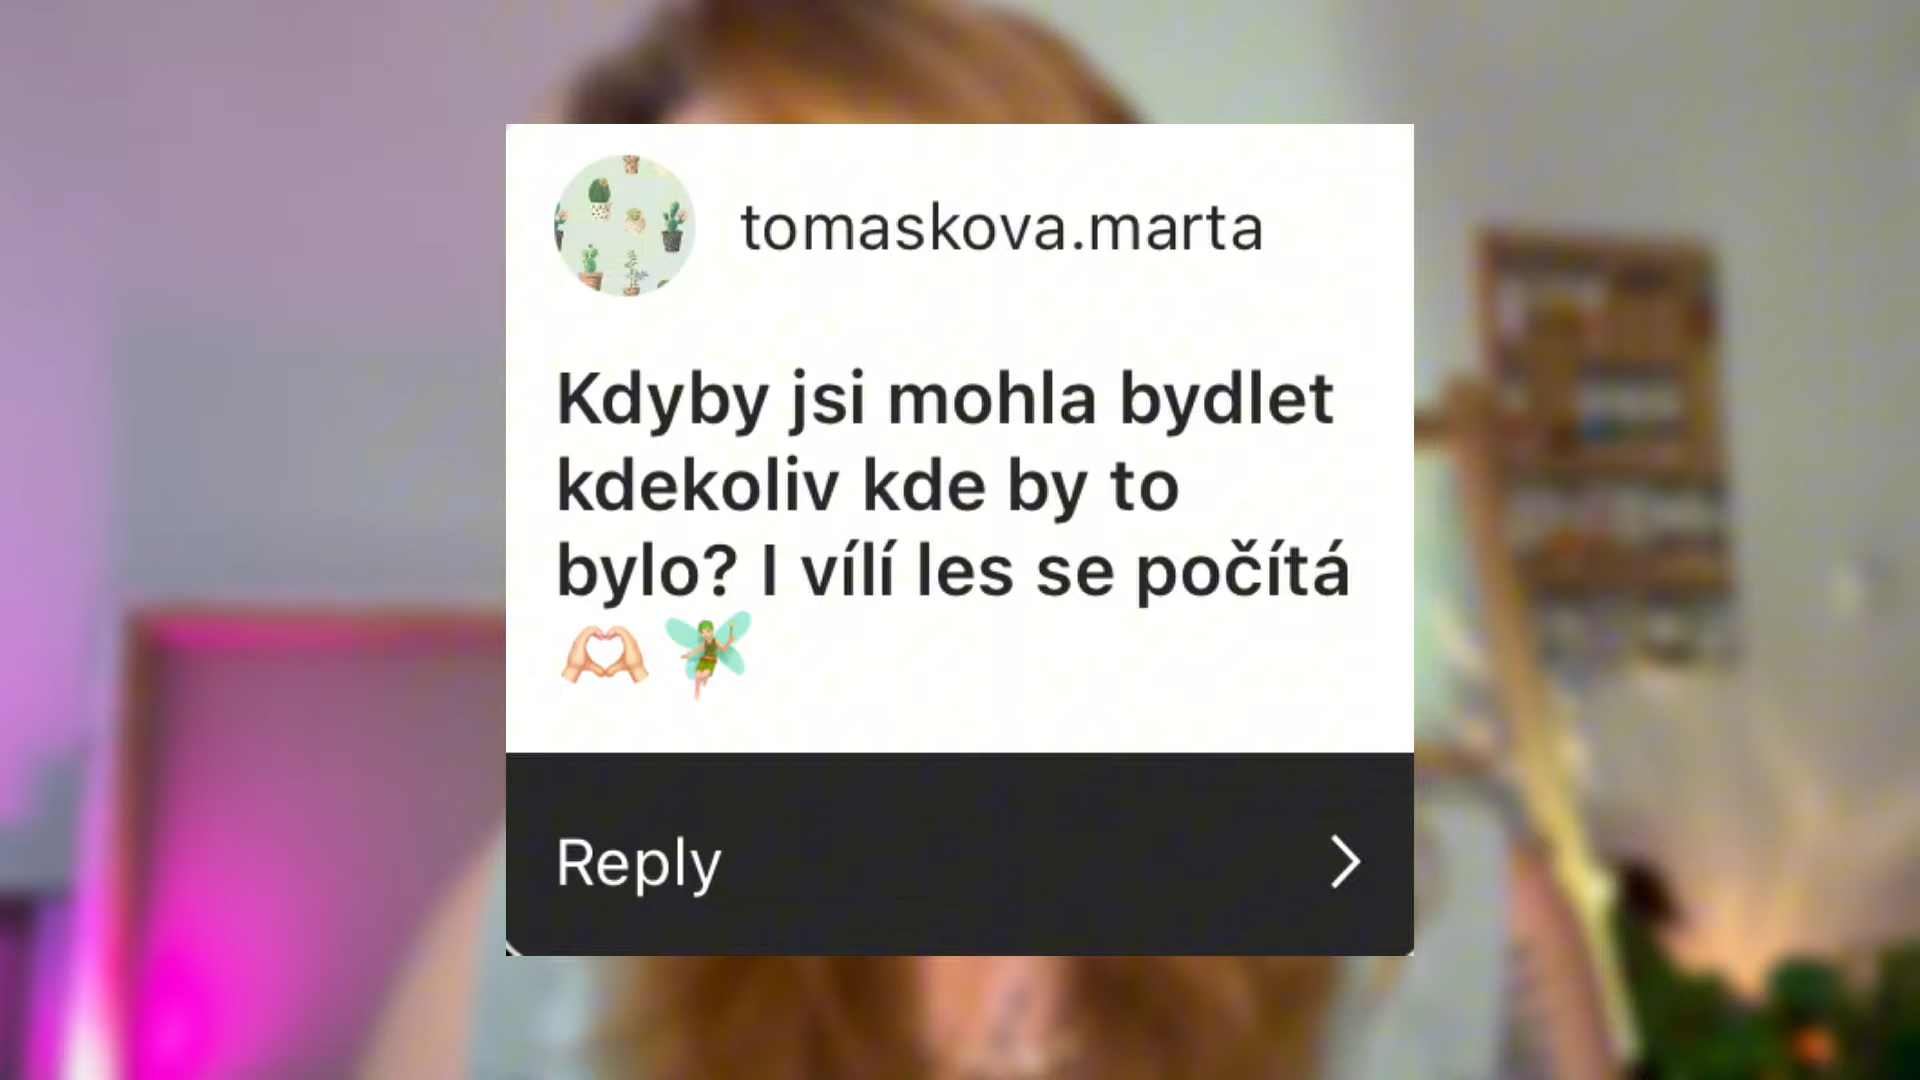 tomaskova.marta
Kdyby jsi mohla bydlet
kdekoliv kde by to
bylo? I vílí les se počítá
🫶🏻 🧚🏻
Reply